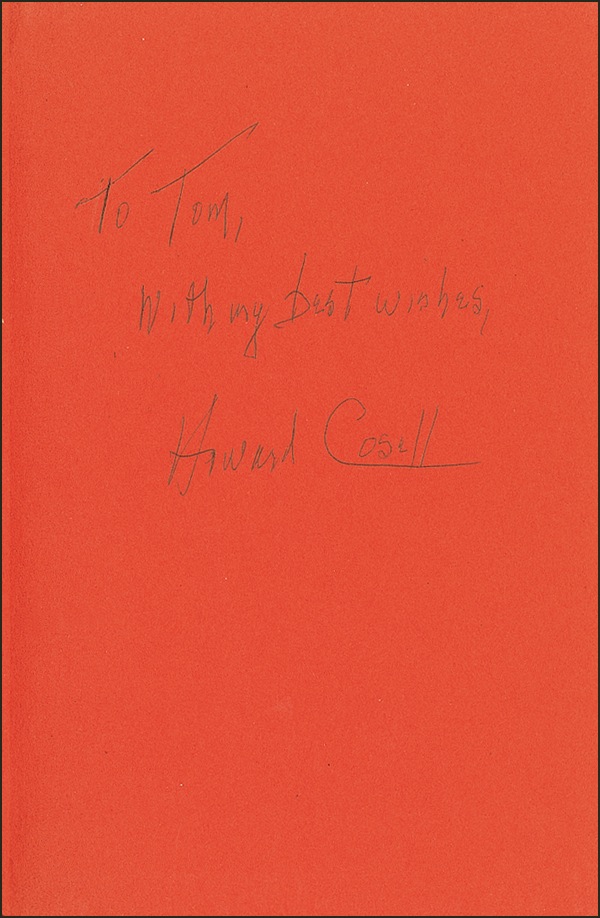 To Tom,
With my best wishes,
Howard Cosell